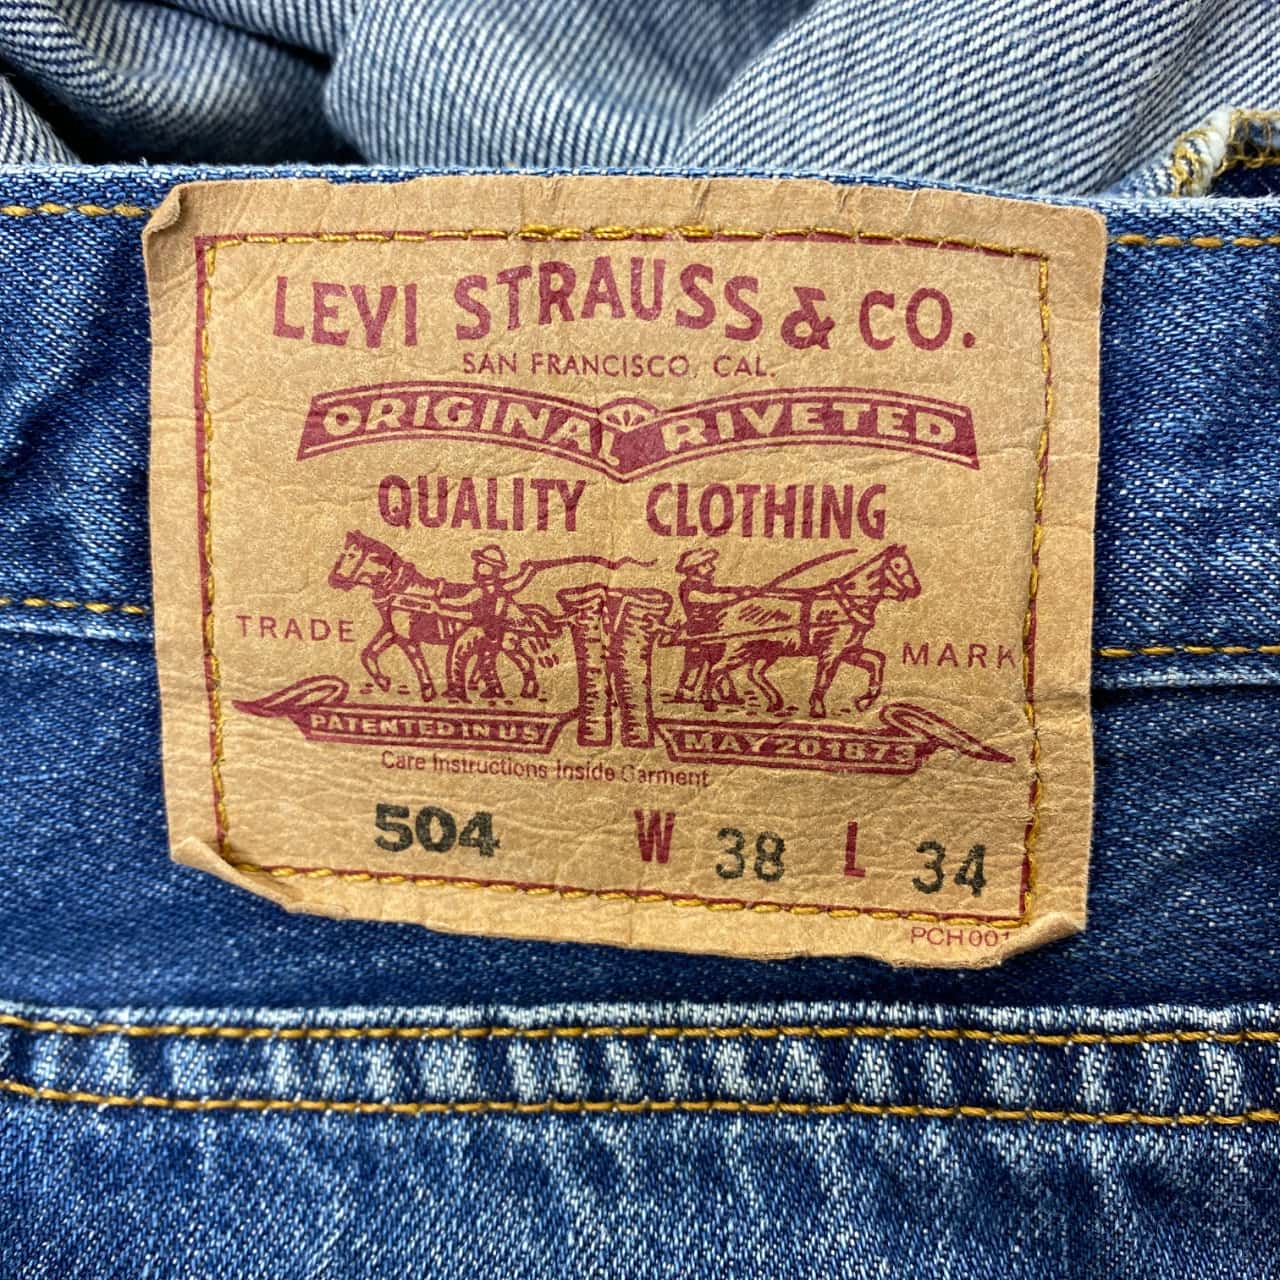 LEVI STRAUSS & CO.
SAN FRANCISCO, CAL.
ORIGINAL RIVETED
QUALITY CLOTHING
TRADE MARK
PATENTED IN US MAY 20 1873
Care Instructions Inside Garment
504 W 38 L 34
PCH001